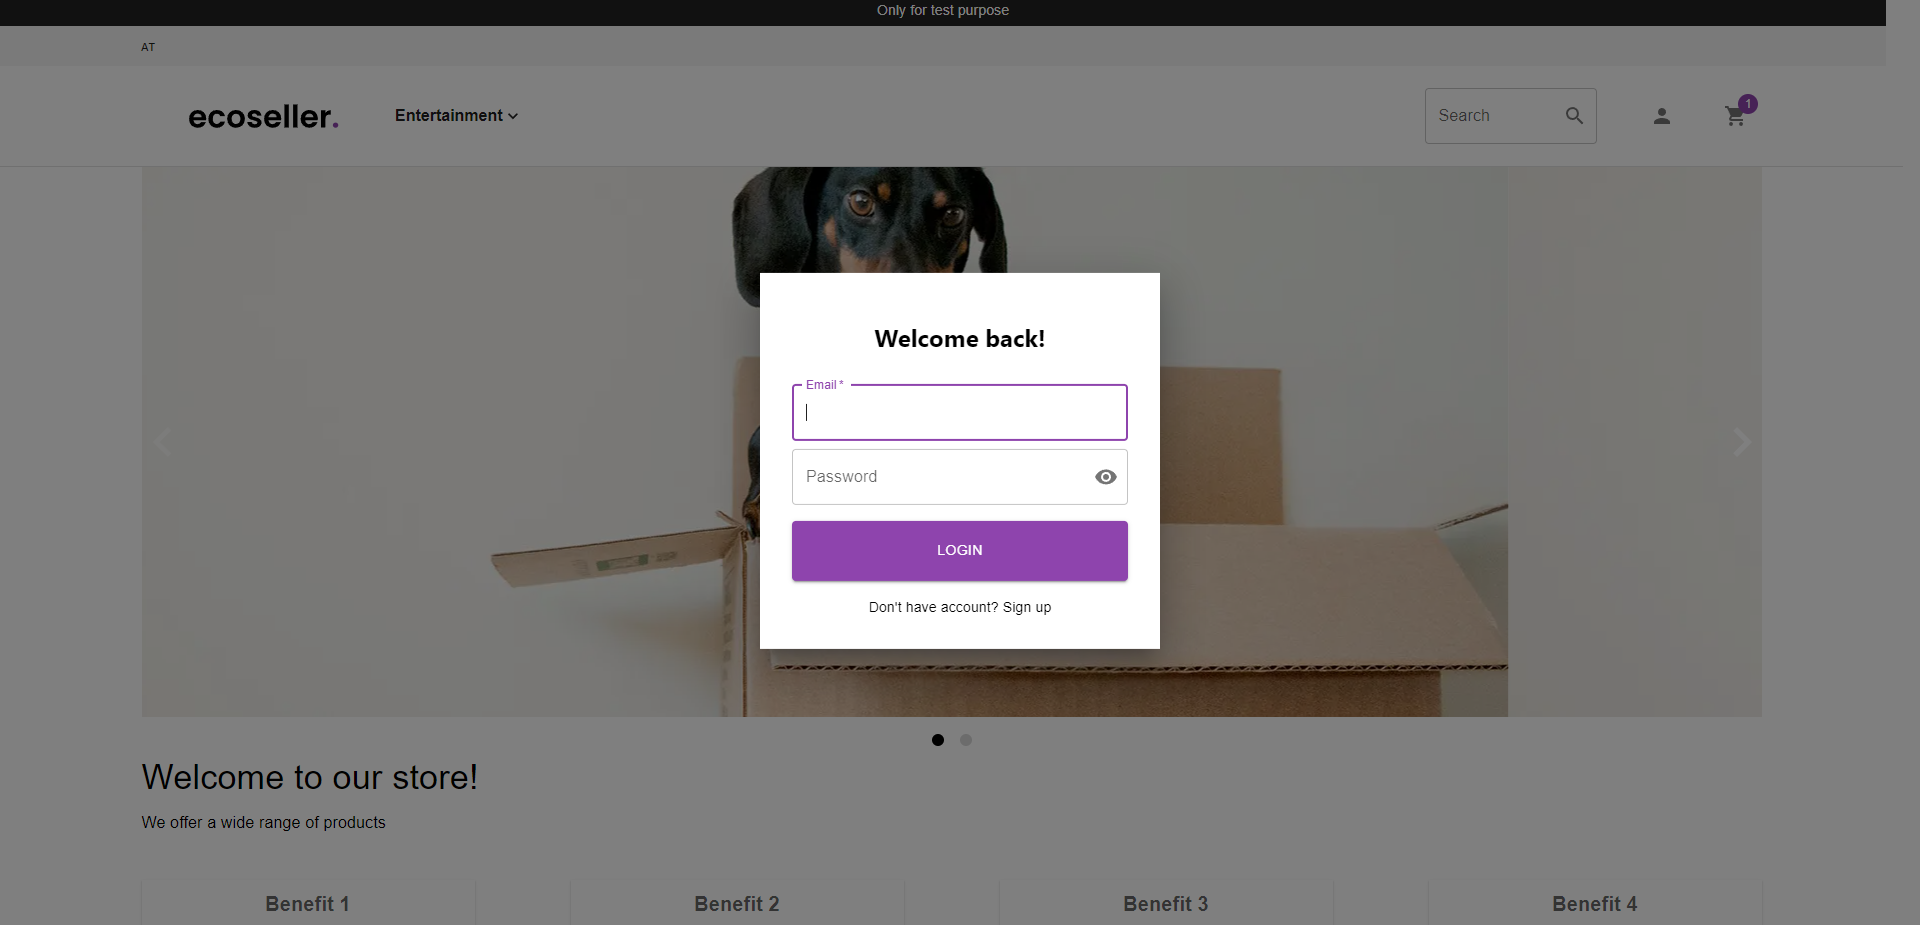 Only for test purpose
AT
ecoseller.
Entertainment
Search
1
Welcome back!
Email *
Password
LOGIN
Don't have account? Sign up
Welcome to our store!
We offer a wide range of products
Benefit 1
Benefit 2
Benefit 3
Benefit 4